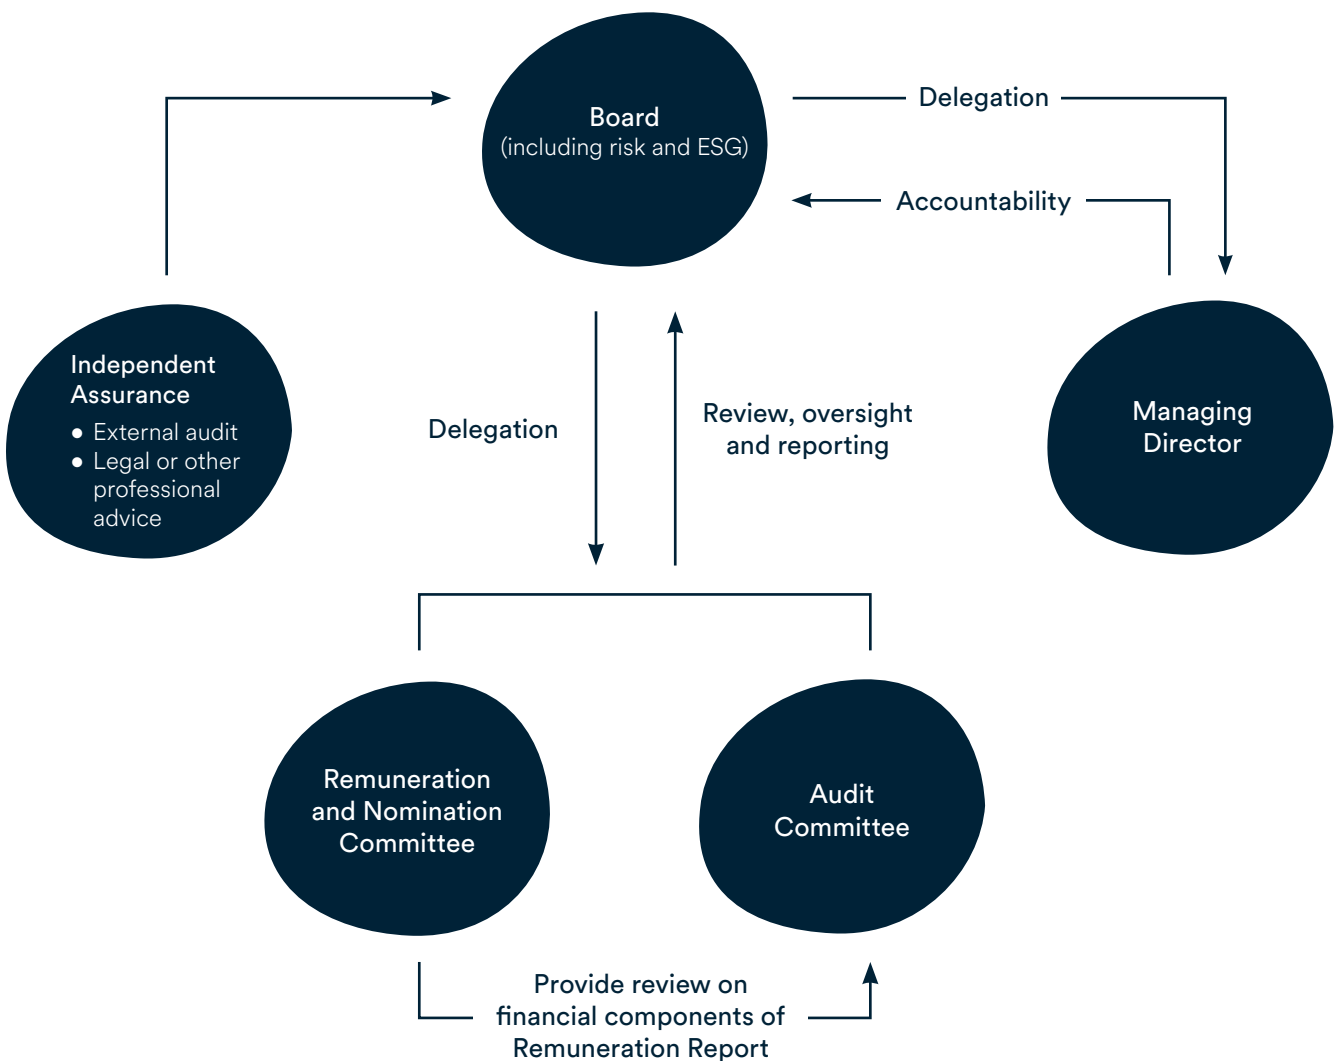 Board
(including risk and ESG)
Delegation
Accountability
Independent
Assurance
● External audit
● Legal or other
professional
advice
Delegation
Review, oversight
and reporting
Managing
Director
Remuneration
and Nomination
Committee
Audit
Committee
Provide review on
financial components of
Remuneration Report